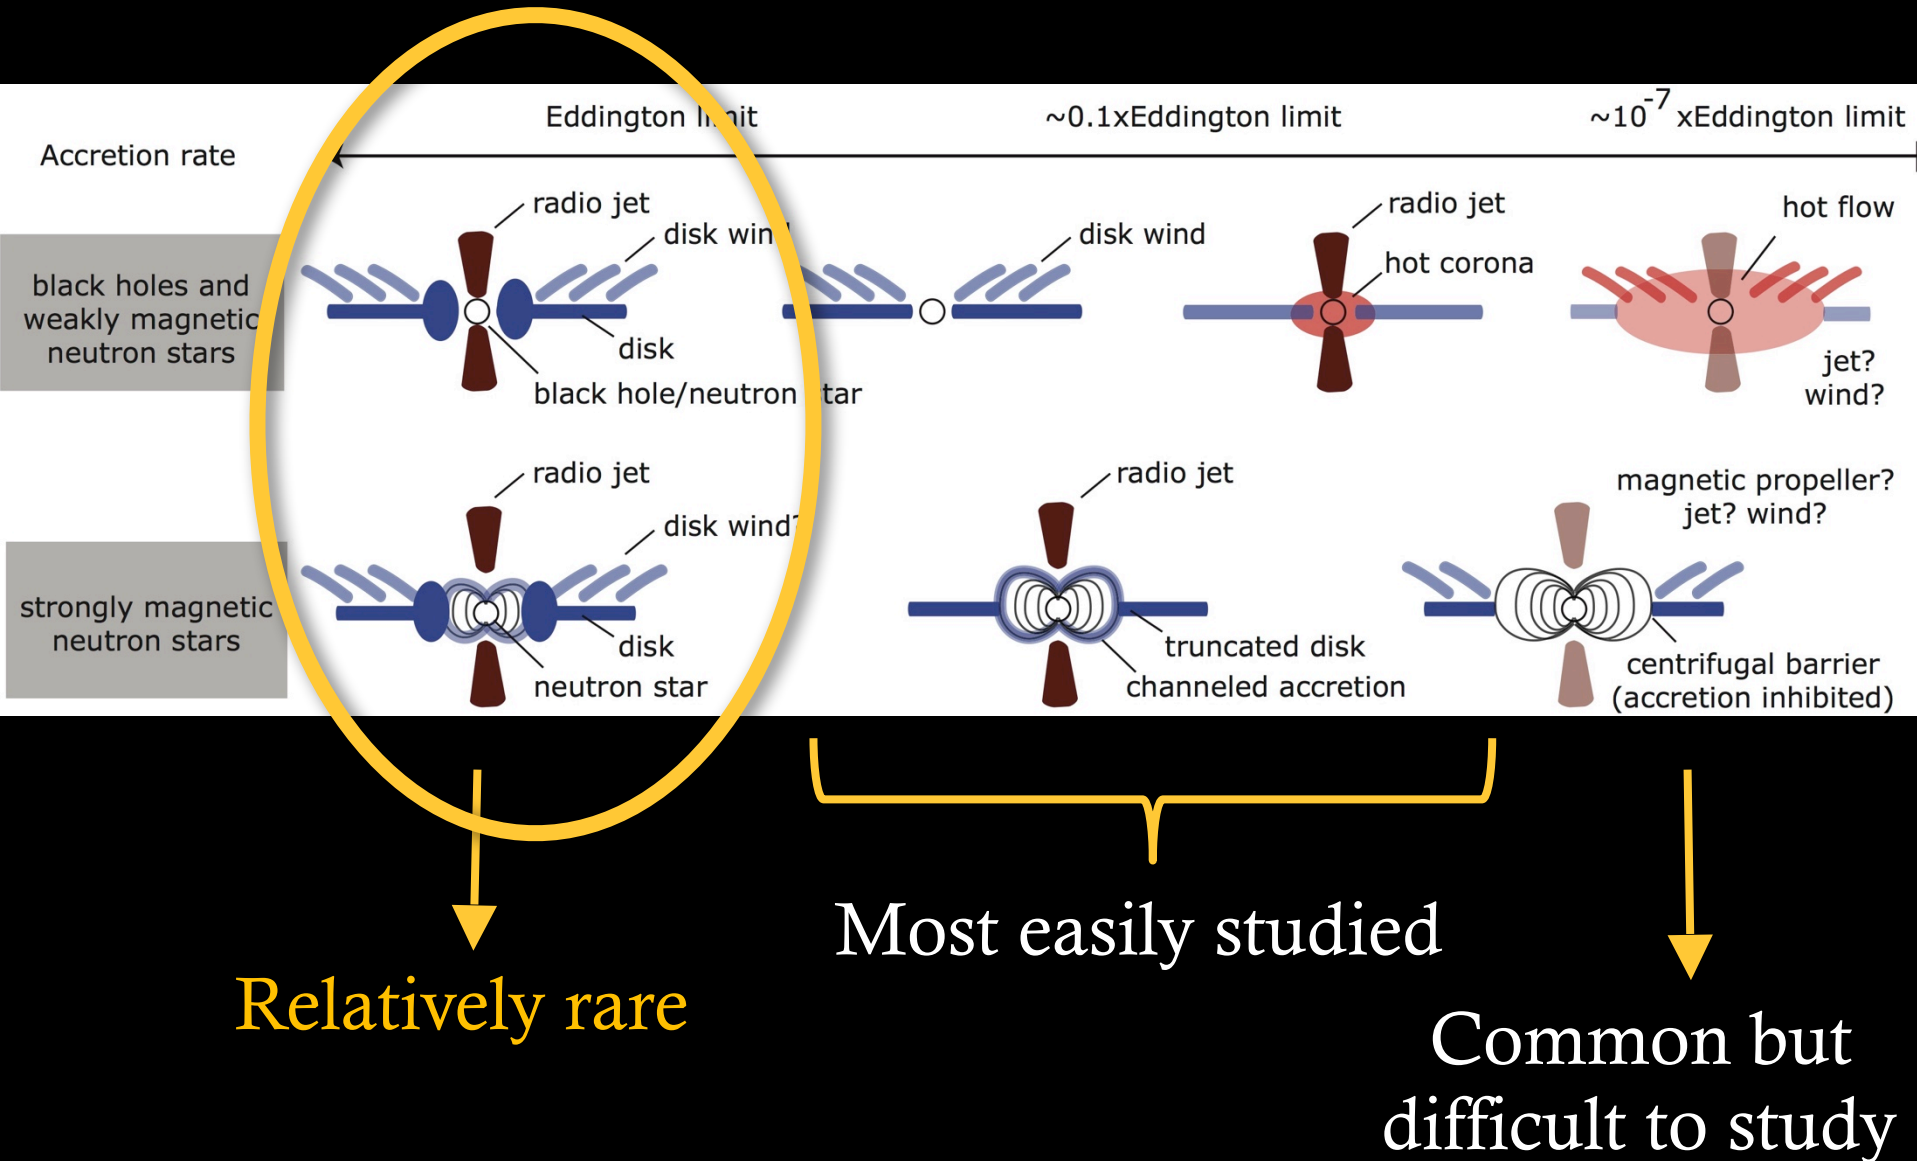 Eddington limit
~0.1xEddington limit
~10^-7 xEddington limit
Accretion rate
radio jet
disk wind
disk wind
radio jet
hot corona
hot flow
black holes and
weakly magnetic
neutron stars
disk
black hole/neutron star
jet?
wind?
radio jet
disk wind?
radio jet
magnetic propeller?
jet? wind?
strongly magnetic
neutron stars
disk
neutron star
truncated disk
channeled accretion
centrifugal barrier
(accretion inhibited)
Relatively rare
Most easily studied
Common but
difficult to study